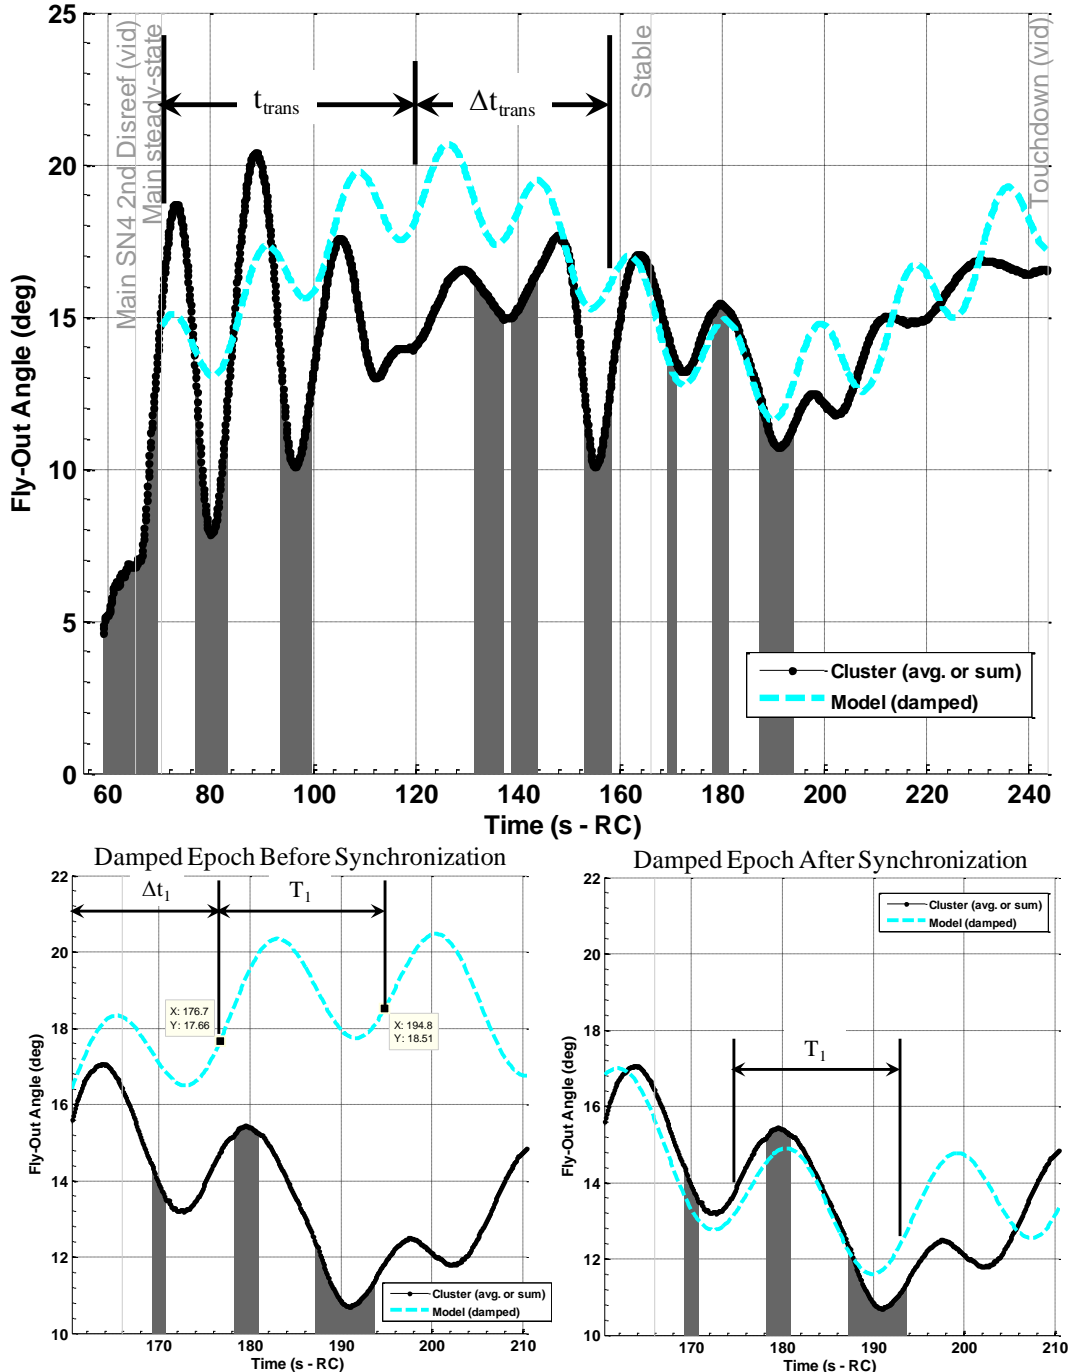 25
20
15
10
5
0
Fly-Out Angle (deg)
Main SN4 2nd Disreef (vid)
Main steady-state
t_trans
Δt_trans
Stable
Touchdown (vid)
Cluster (avg. or sum)
Model (damped)
60 80 100 120 140 160 180 200 220 240
Time (s - RC)
Damped Epoch Before Synchronization
22
20
18
16
14
12
10
Fly-Out Angle (deg)
Δt₁
T₁
X: 176.7
Y: 17.66
X: 194.8
Y: 18.51
Cluster (avg. or sum)
Model (damped)
170 180 190 200 210
Time (s - RC)
Damped Epoch After Synchronization
22
20
18
16
14
12
10
Fly-Out Angle (deg)
Cluster (avg. or sum)
Model (damped)
T₁
170 180 190 200 210
Time (s - RC)